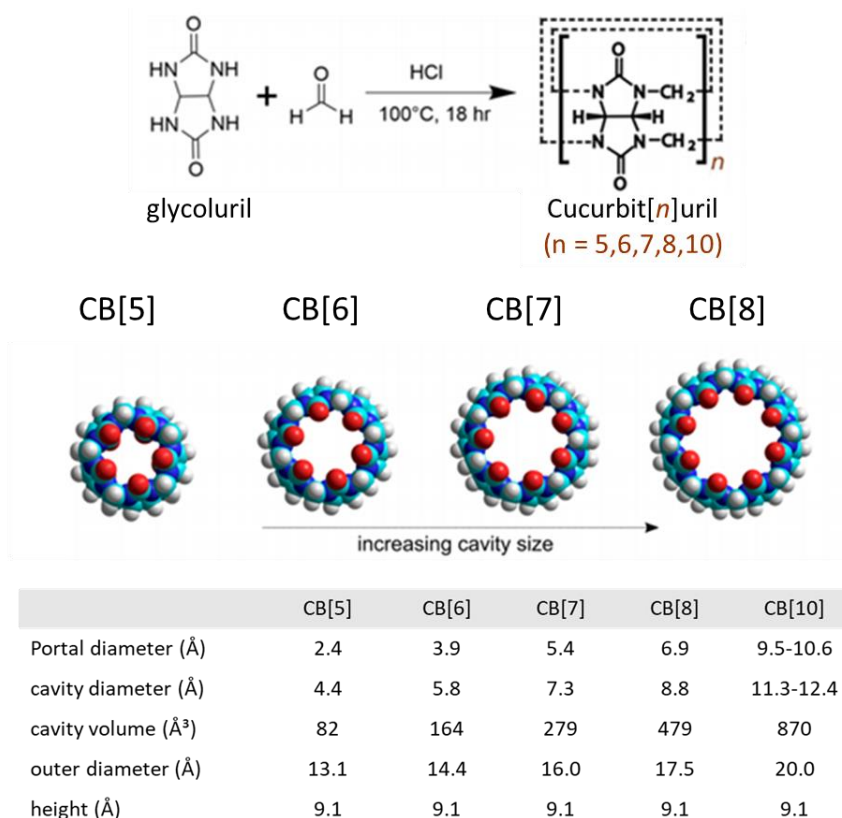 O
HN NH
HN NH
O
+
O
H H
HCl
100°C, 18 hr
O
N N–CH₂
H H
N N–CH₂
O
n
glycoluril
Cucurbit[n]uril
(n = 5,6,7,8,10)
CB[5] CB[6] CB[7] CB[8]
increasing cavity size
CB[5] CB[6] CB[7] CB[8] CB[10]
Portal diameter (Å) 2.4 3.9 5.4 6.9 9.5-10.6
cavity diameter (Å) 4.4 5.8 7.3 8.8 11.3-12.4
cavity volume (Å³) 82 164 279 479 870
outer diameter (Å) 13.1 14.4 16.0 17.5 20.0
height (Å) 9.1 9.1 9.1 9.1 9.1